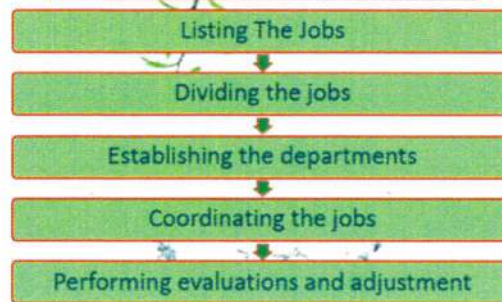 Listing The Jobs
Dividing the jobs
Establishing the departments
Coordinating the jobs
Performing evaluations and adjustment